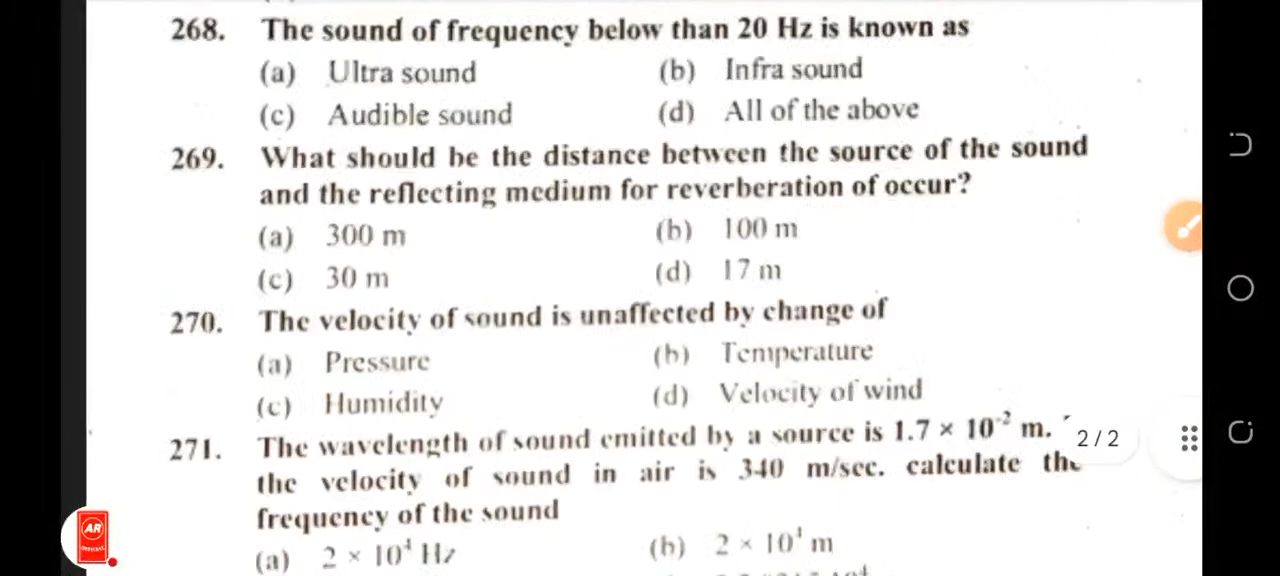 268. The sound of frequency below than 20 Hz is known as
(a) Ultra sound (b) Infra sound
(c) Audible sound (d) All of the above
269. What should be the distance between the source of the sound
and the reflecting medium for reverberation of occur?
(a) 300 m (b) 100 m
(c) 30 m (d) 17 m
270. The velocity of sound is unaffected by change of
(a) Pressure (b) Temperature
(c) Humidity (d) Velocity of wind
271. The wavelength of sound emitted by a source is 1.7 × 10⁻² m.
2/2
the velocity of sound in air is 340 m/sec. calculate the
frequency of the sound
AR
(a) 2 × 10⁴ Hz (b) 2 × 10⁴ m